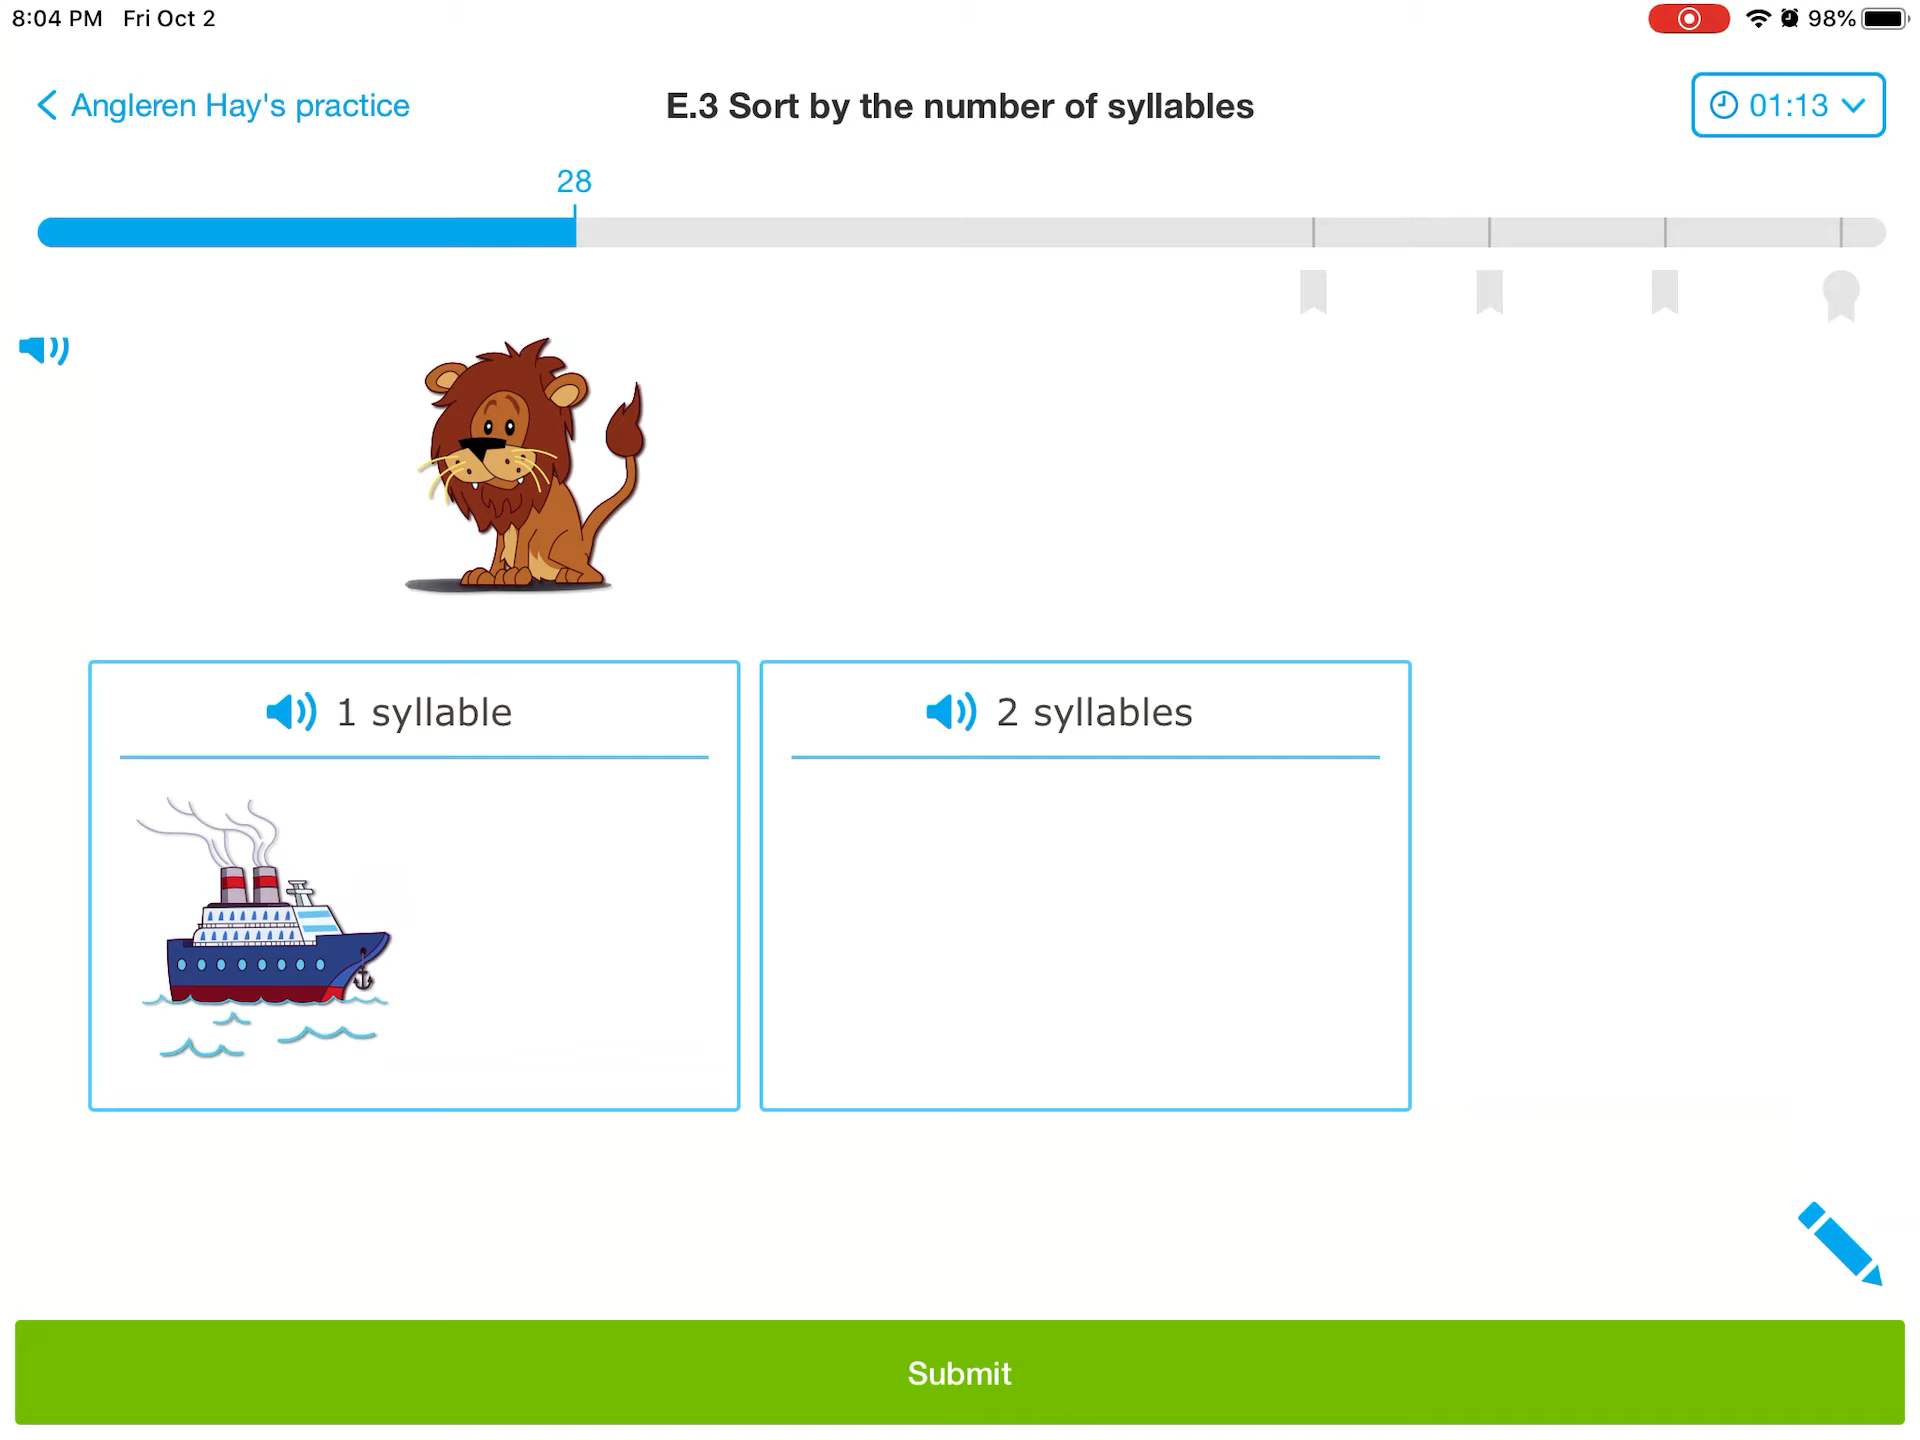 8:04 PM Fri Oct 2
98%
Angleren Hay's practice
E.3 Sort by the number of syllables
01:13
28
1 syllable
2 syllables
Submit